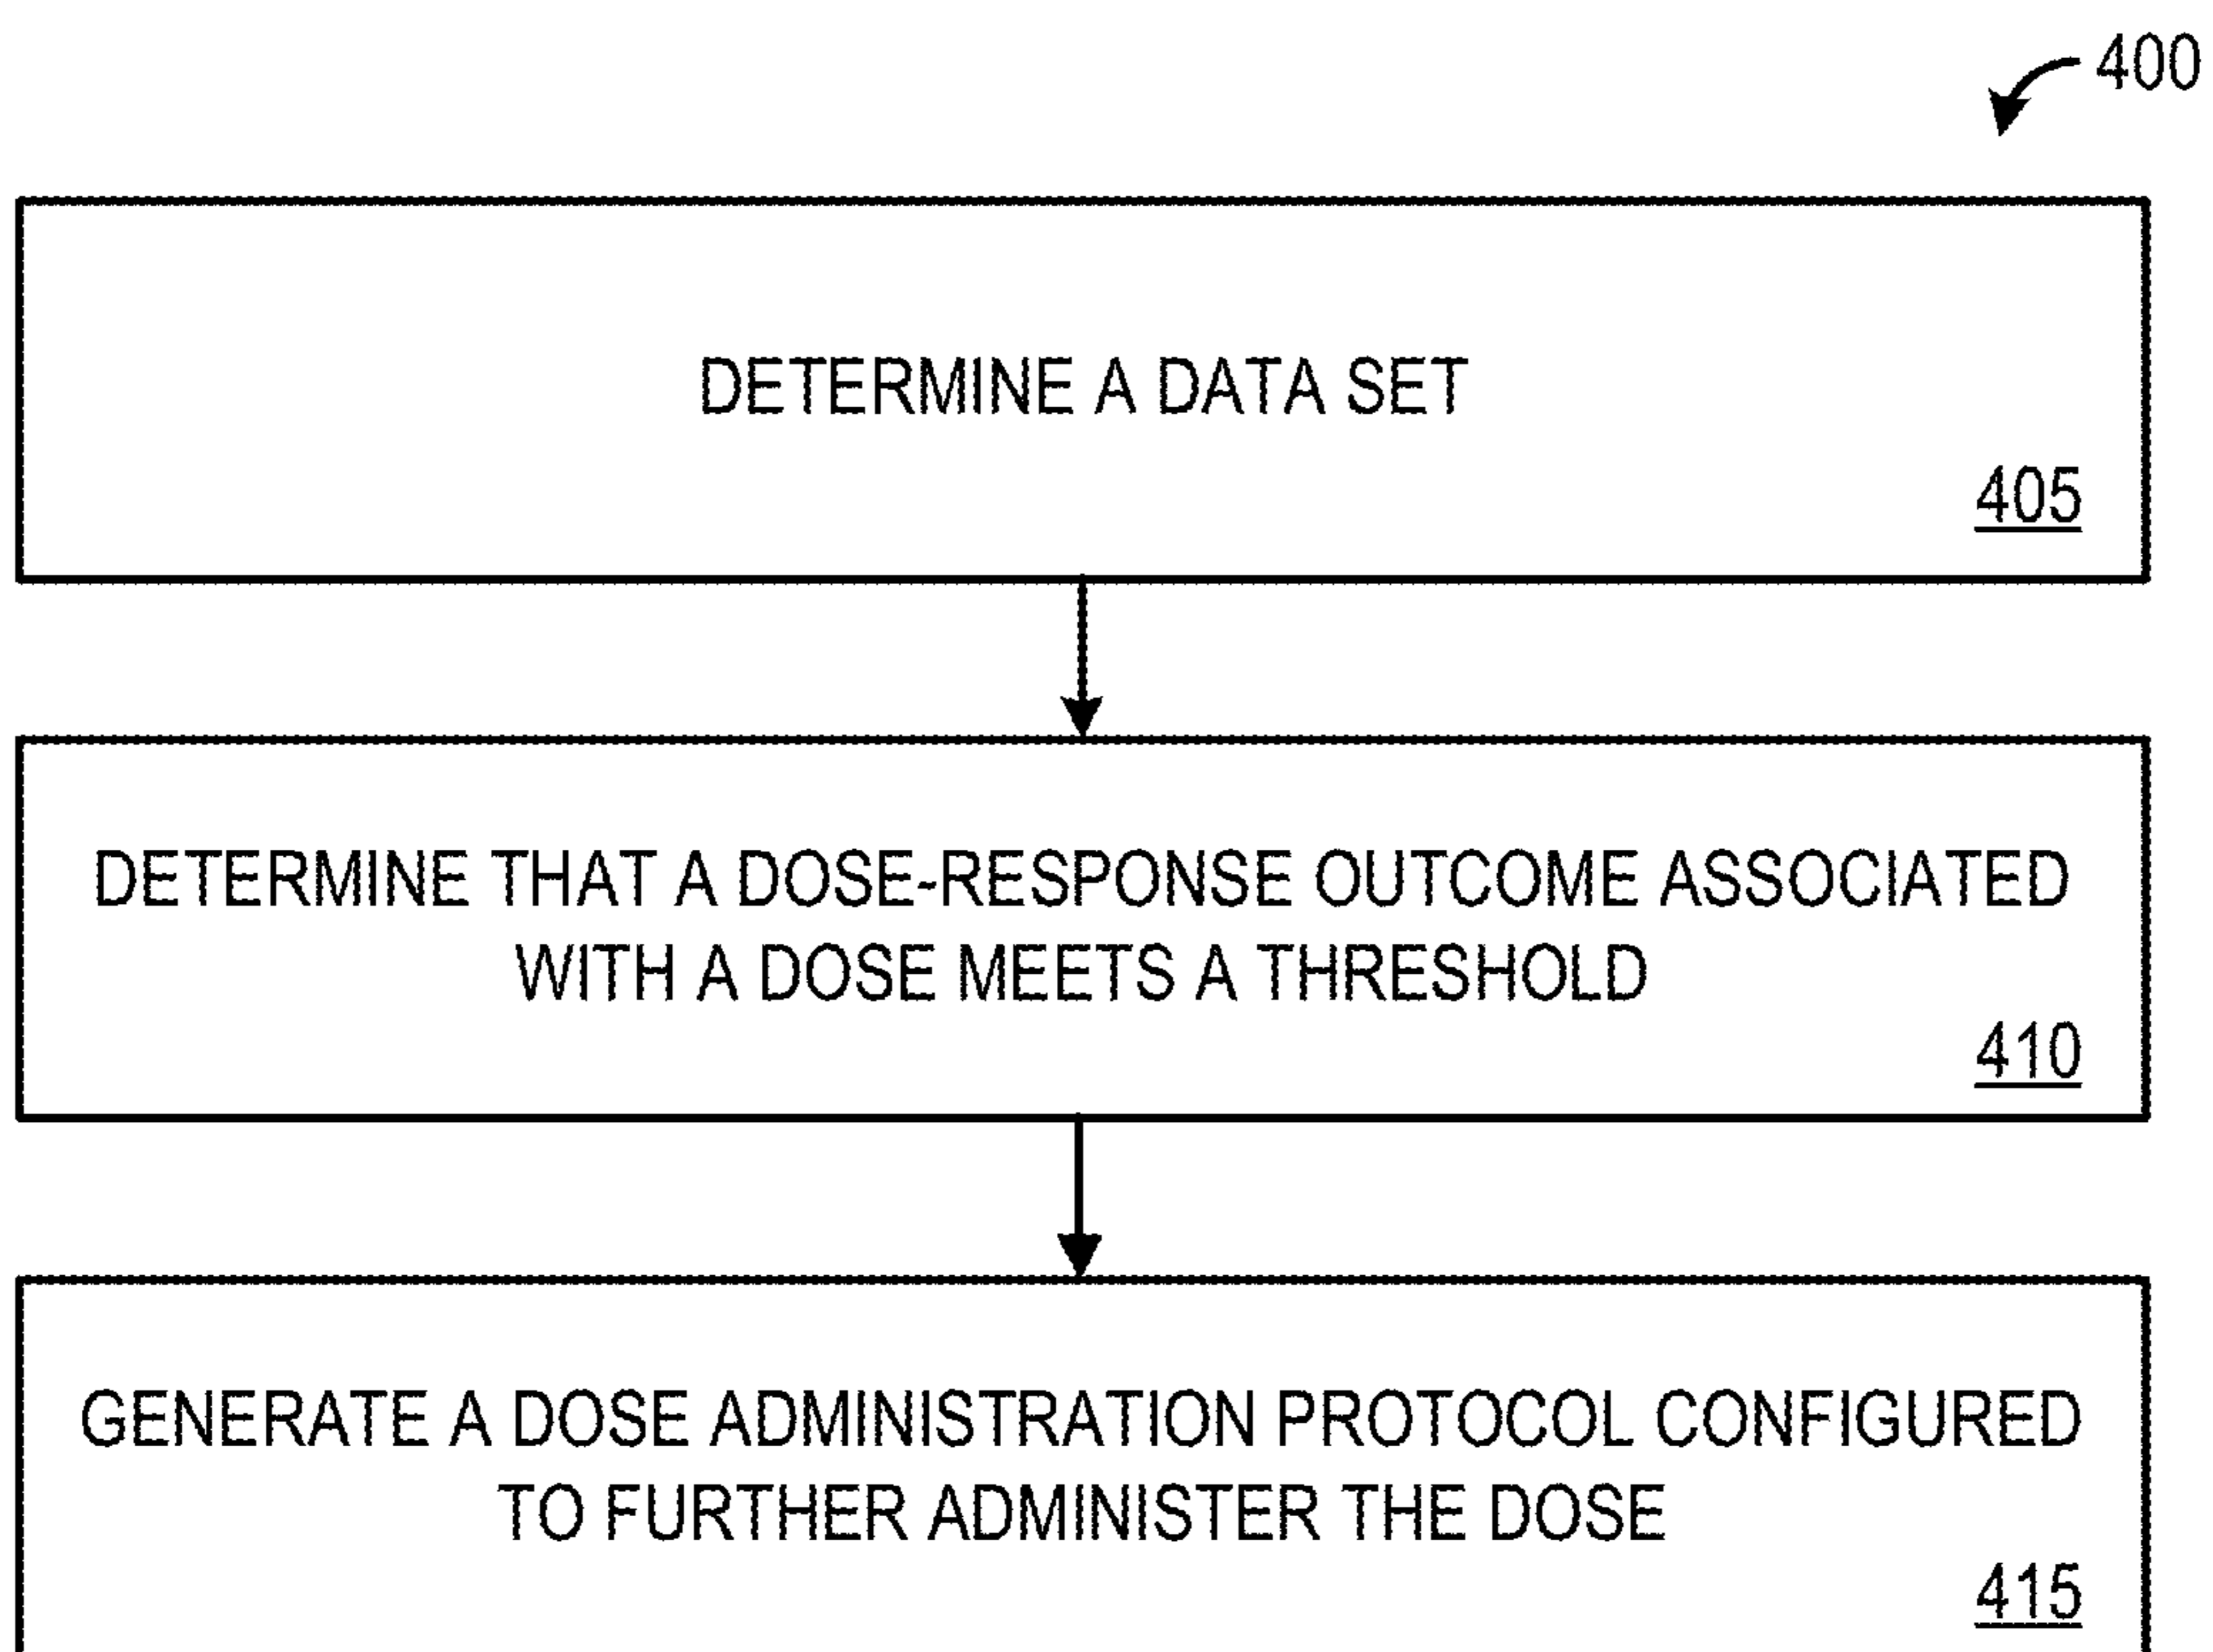 400
DETERMINE A DATA SET
405
DETERMINE THAT A DOSE-RESPONSE OUTCOME ASSOCIATED
WITH A DOSE MEETS A THRESHOLD
410
GENERATE A DOSE ADMINISTRATION PROTOCOL CONFIGURED
TO FURTHER ADMINISTER THE DOSE
415